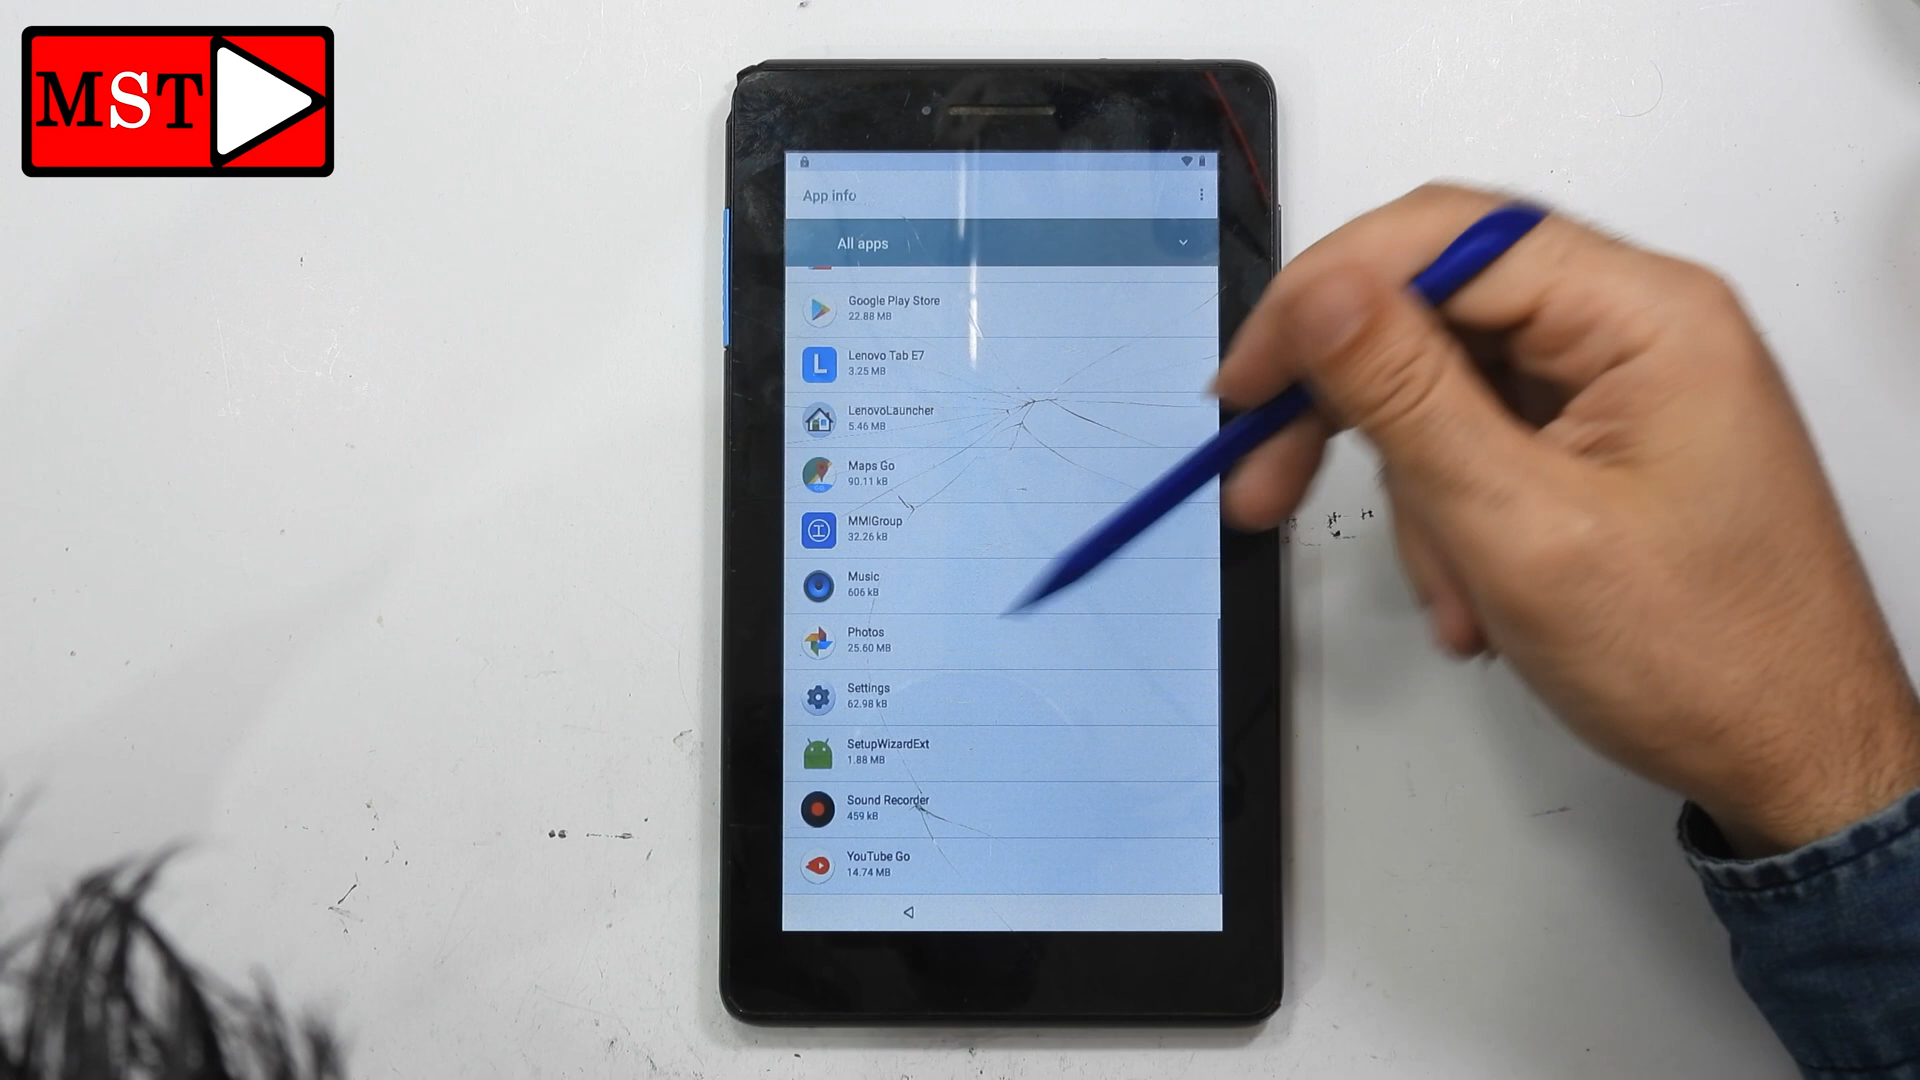 MST
App info
All apps
Google Play Store
22.88 MB
L
Lenovo Tab E7
3.25 MB
LenovoLauncher
5.46 MB
Maps Go
90.11 kB
MMIGroup
32.26 kB
Music
606 kB
Photos
25.60 MB
Settings
62.98 kB
SetupWizardExt
1.88 MB
Sound Recorder
459 kB
YouTube Go
14.74 MB